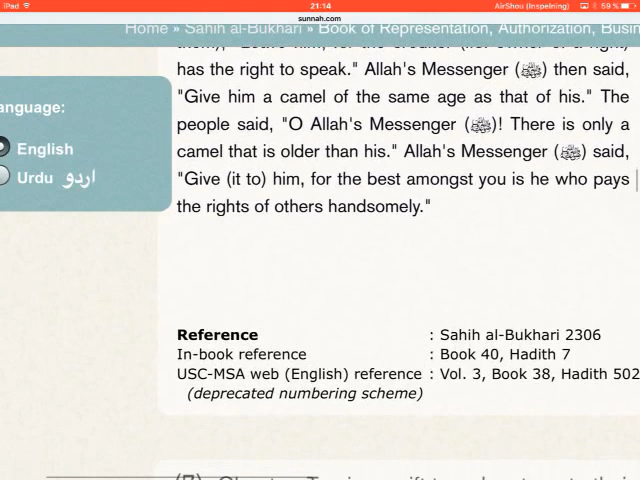 iPad 21:14 AirShou (Inspelning) 59 %
sunnah.com
Home » Sahih al-Bukhari » Book of Representation, Authorization, Busin
has the right to speak." Allah's Messenger (ﷺ) then said,
"Give him a camel of the same age as that of his." The
people said, "O Allah's Messenger (ﷺ)! There is only a
camel that is older than his." Allah's Messenger (ﷺ) said,
"Give (it to) him, for the best amongst you is he who pays
the rights of others handsomely."
anguage:
English
Urdu اردو
Reference : Sahih al-Bukhari 2306
In-book reference : Book 40, Hadith 7
USC-MSA web (English) reference : Vol. 3, Book 38, Hadith 502
(deprecated numbering scheme)